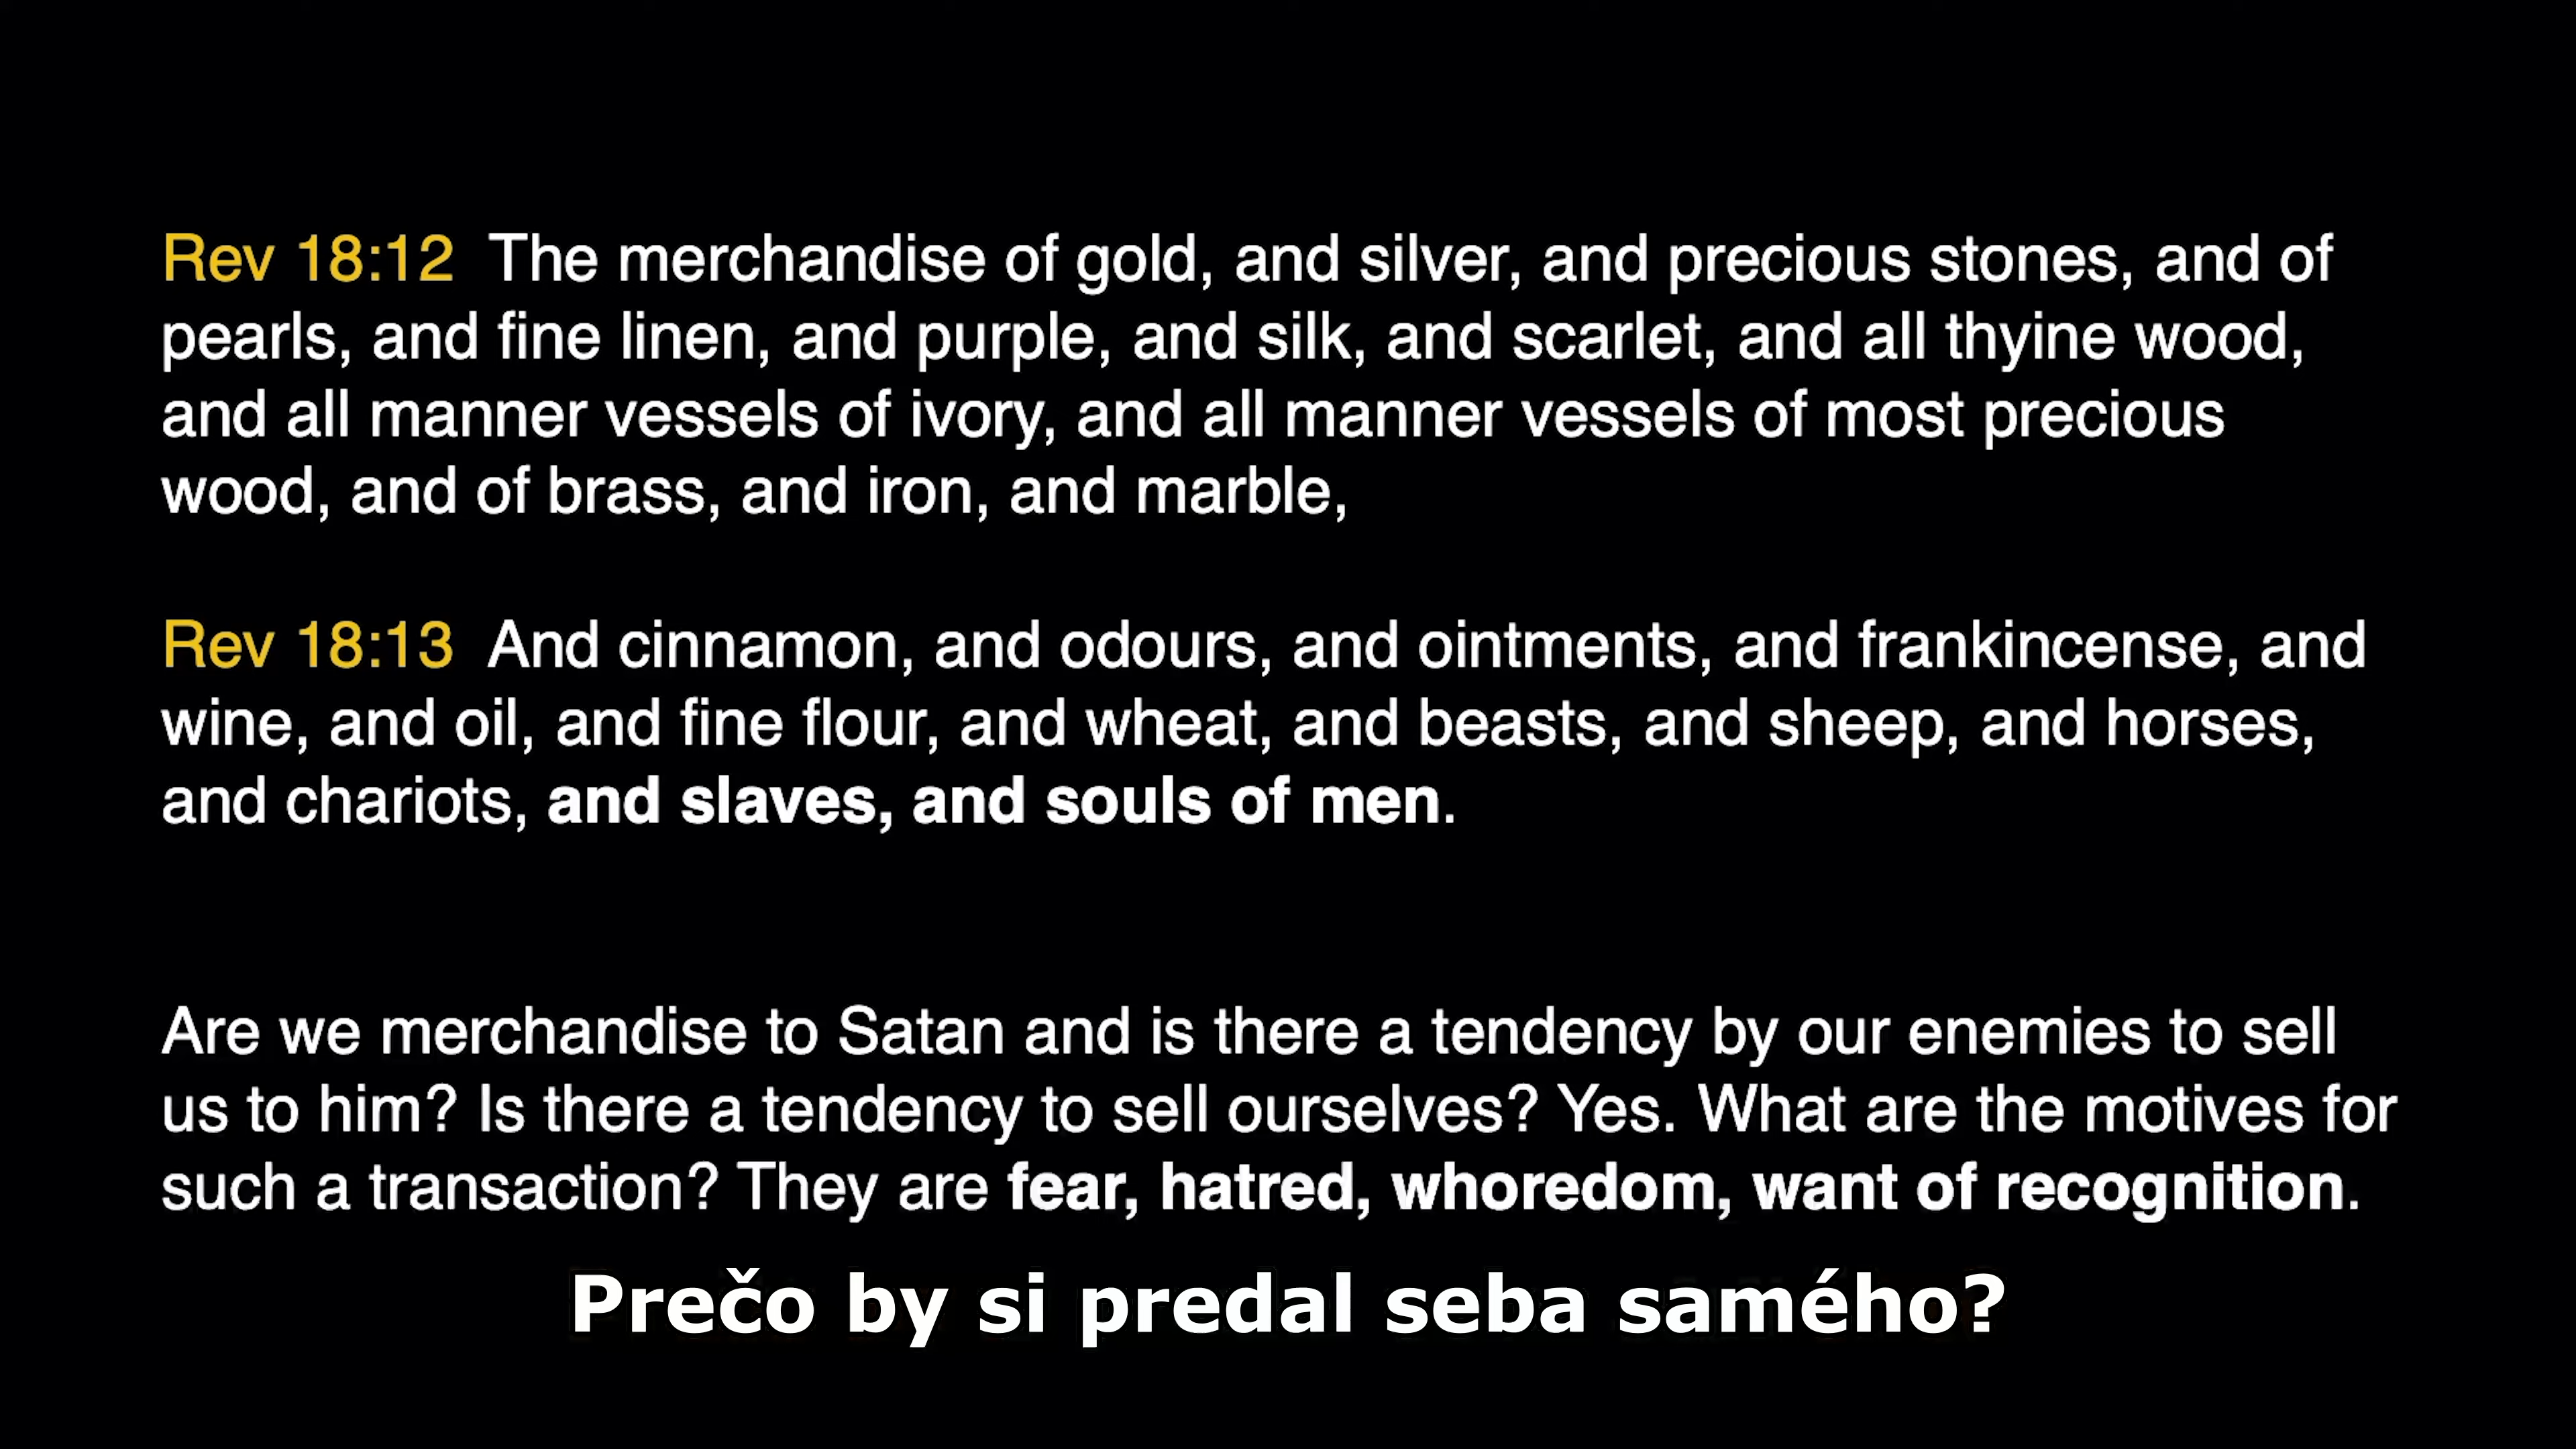 Rev 18:12 The merchandise of gold, and silver, and precious stones, and of
pearls, and fine linen, and purple, and silk, and scarlet, and all thyine wood,
and all manner vessels of ivory, and all manner vessels of most precious
wood, and of brass, and iron, and marble,
Rev 18:13 And cinnamon, and odours, and ointments, and frankincense, and
wine, and oil, and fine flour, and wheat, and beasts, and sheep, and horses,
and chariots, and slaves, and souls of men.
Are we merchandise to Satan and is there a tendency by our enemies to sell
us to him? Is there a tendency to sell ourselves? Yes. What are the motives for
such a transaction? They are fear, hatred, whoredom, want of recognition.
Prečo by si predal seba samého?